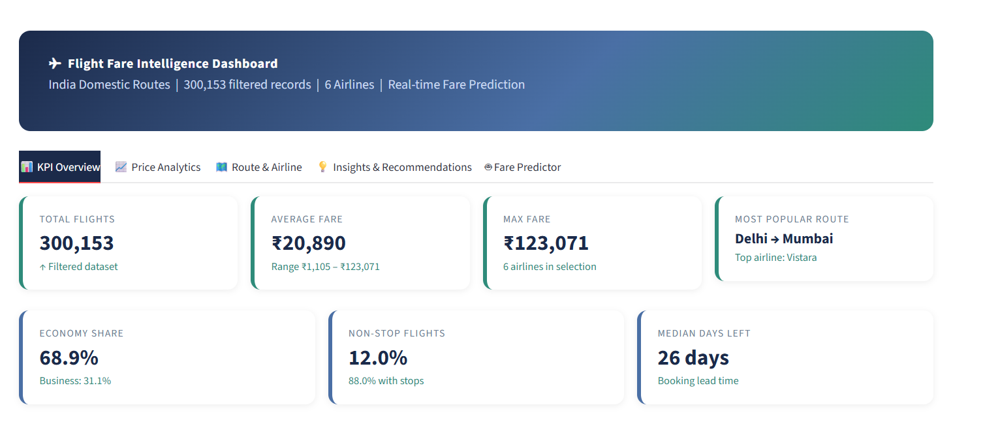 ✈ Flight Fare Intelligence Dashboard
India Domestic Routes | 300,153 filtered records | 6 Airlines | Real-time Fare Prediction
KPI Overview
Price Analytics
Route & Airline
Insights & Recommendations
Fare Predictor
TOTAL FLIGHTS
300,153
↑ Filtered dataset
AVERAGE FARE
₹20,890
Range ₹1,105 – ₹123,071
MAX FARE
₹123,071
6 airlines in selection
MOST POPULAR ROUTE
Delhi → Mumbai
Top airline: Vistara
ECONOMY SHARE
68.9%
Business: 31.1%
NON-STOP FLIGHTS
12.0%
88.0% with stops
MEDIAN DAYS LEFT
26 days
Booking lead time